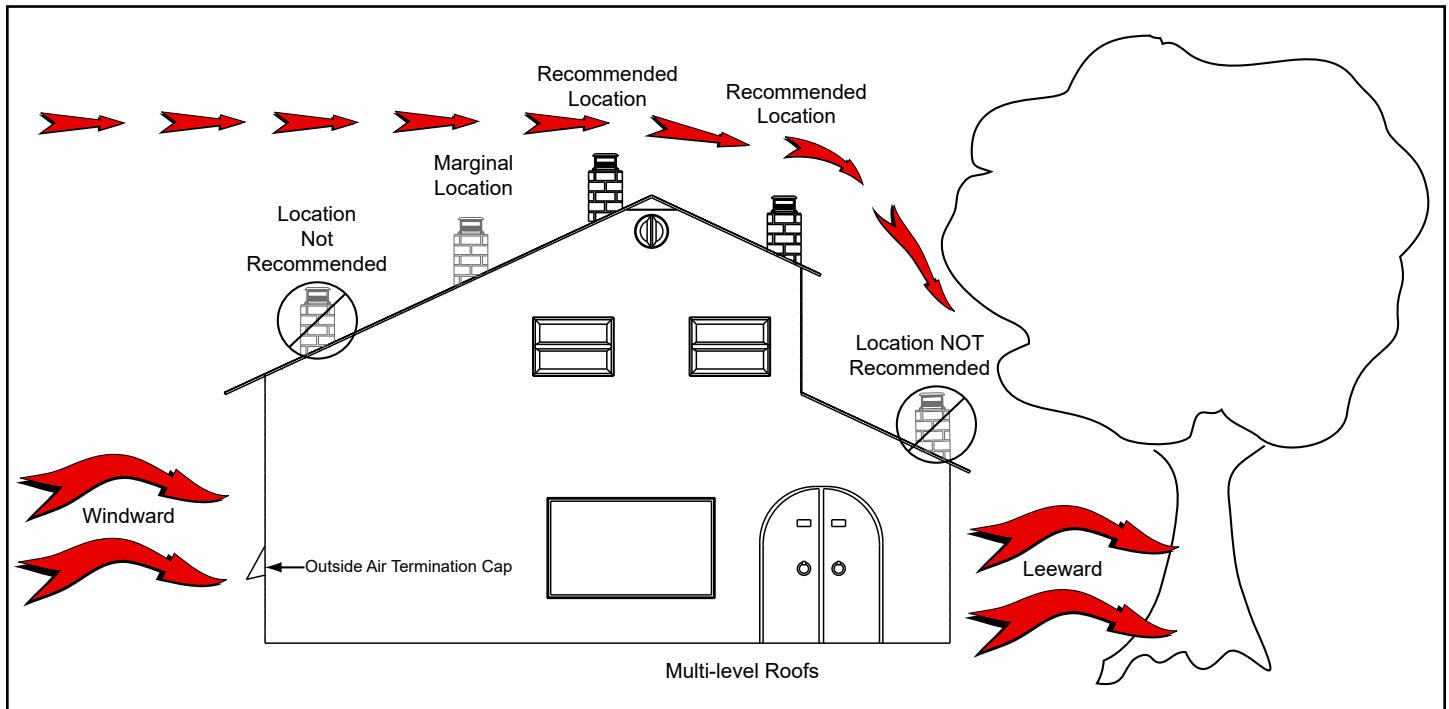 Recommended
Location
Recommended
Location
Marginal
Location
Location
Not
Recommended
Location NOT
Recommended
Windward
Outside Air Termination Cap
Leeward
Multi-level Roofs